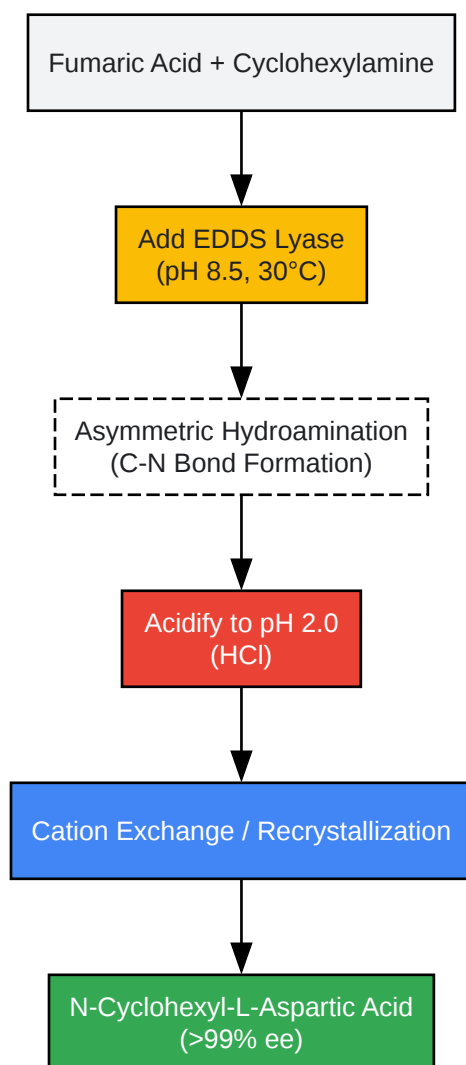 Fumaric Acid + Cyclohexylamine
Add EDDS Lyase
(pH 8.5, 30°C)
Asymmetric Hydroamination
(C-N Bond Formation)
Acidify to pH 2.0
(HCl)
Cation Exchange / Recrystallization
N-Cyclohexyl-L-Aspartic Acid
(>99% ee)